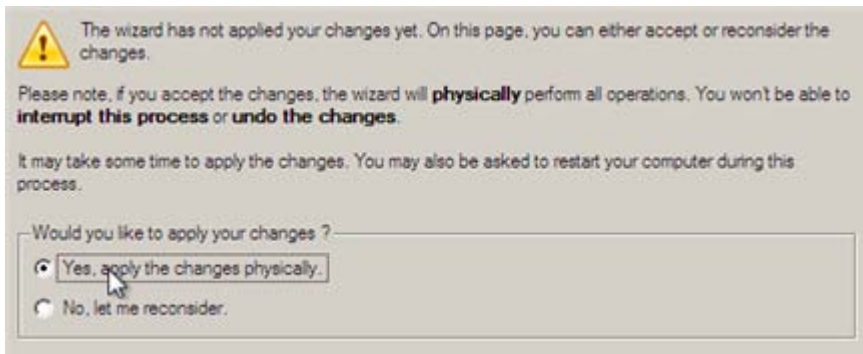 The wizard has not applied your changes yet. On this page, you can either accept or reconsider the
changes.
Please note, if you accept the changes, the wizard will physically perform all operations. You won't be able to
interrupt this process or undo the changes.
It may take some time to apply the changes. You may also be asked to restart your computer during this
process.
Would you like to apply your changes ?
Yes, apply the changes physically.
No, let me reconsider.